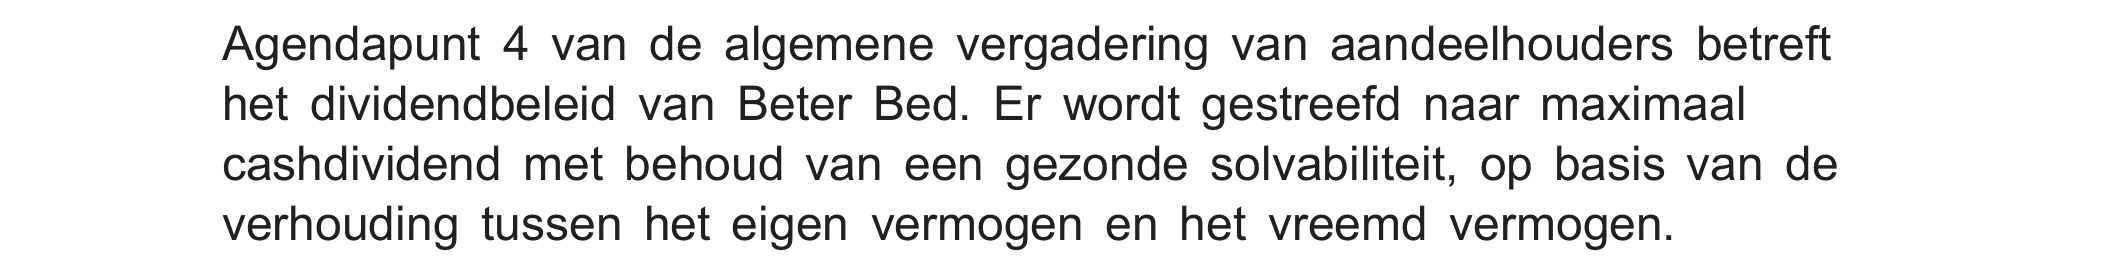 Agendapunt 4 van de algemene vergadering van aandeelhouders betreft
het dividendbeleid van Beter Bed. Er wordt gestreefd naar maximaal
cashdividend met behoud van een gezonde solvabiliteit, op basis van de
verhouding tussen het eigen vermogen en het vreemd vermogen.